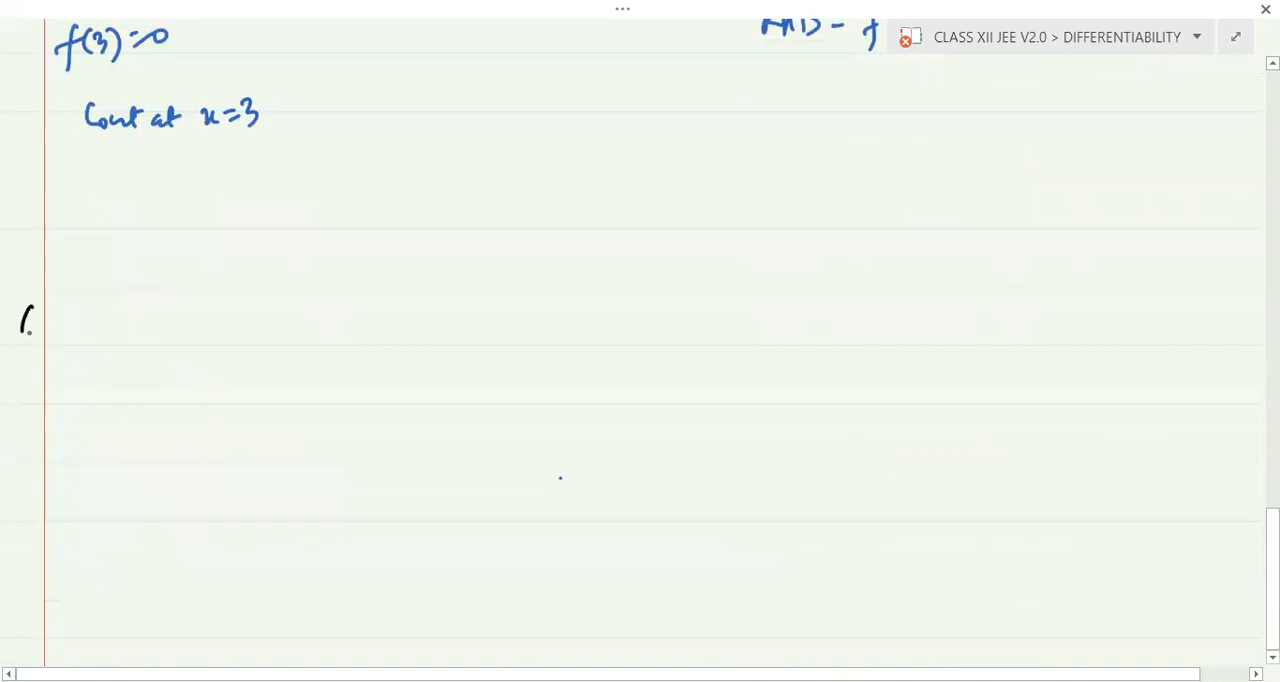 f(3)=0
CLASS XII JEE V2.0 > DIFFERENTIABILITY
Cont at x=3